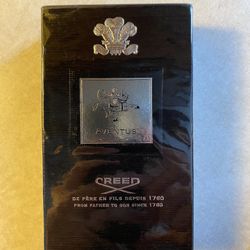 AVENTUS
CREED
DE PÈRE EN FILS DEPUIS 1760
FROM FATHER TO SON SINCE 1760